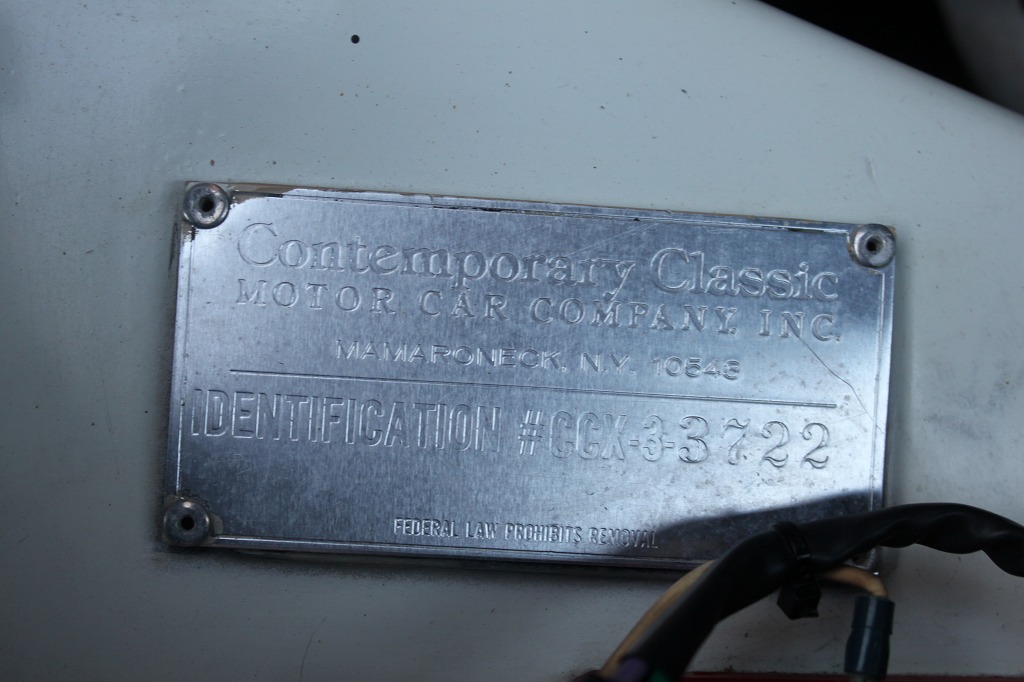 Contemporary Classic
MOTOR CAR COMPANY, INC.
MAMARONECK, N.Y. 10543
IDENTIFICATION #CCX-3-3722
FEDERAL LAW PROHIBITS REMOVAL